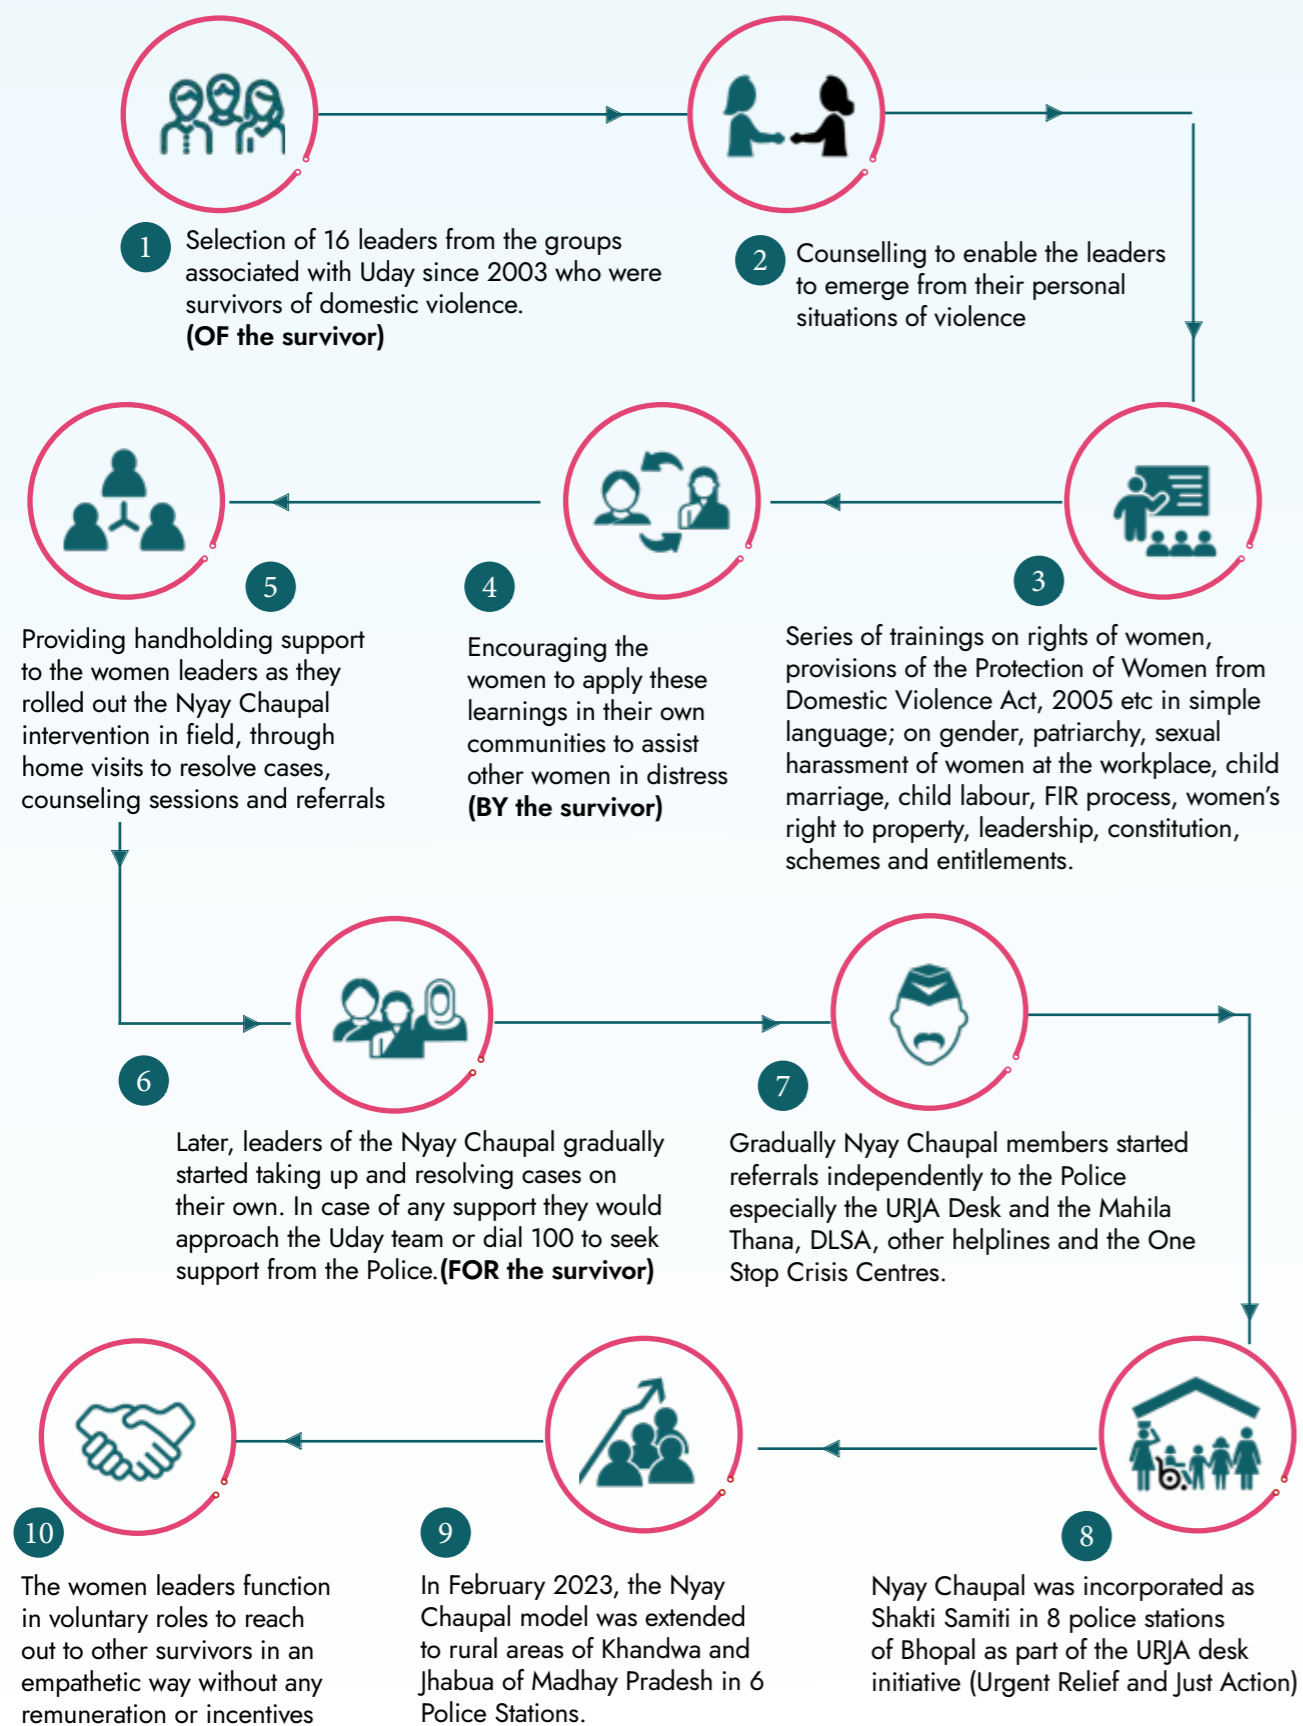 1
Selection of 16 leaders from the groups
associated with Uday since 2003 who were
survivors of domestic violence.
(OF the survivor)
2
Counselling to enable the leaders
to emerge from their personal
situations of violence
3
Series of trainings on rights of women,
provisions of the Protection of Women from
Domestic Violence Act, 2005 etc in simple
language; on gender, patriarchy, sexual
harassment of women at the workplace, child
marriage, child labour, FIR process, women’s
right to property, leadership, constitution,
schemes and entitlements.
4
Encouraging the
women to apply these
learnings in their own
communities to assist
other women in distress
(BY the survivor)
5
Providing handholding support
to the women leaders as they
rolled out the Nyay Chaupal
intervention in field, through
home visits to resolve cases,
counseling sessions and referrals
6
Later, leaders of the Nyay Chaupal gradually
started taking up and resolving cases on
their own. In case of any support they would
approach the Uday team or dial 100 to seek
support from the Police.(FOR the survivor)
7
Gradually Nyay Chaupal members started
referrals independently to the Police
especially the URJA Desk and the Mahila
Thana, DLSA, other helplines and the One
Stop Crisis Centres.
8
Nyay Chaupal was incorporated as
Shakti Samiti in 8 police stations
of Bhopal as part of the URJA desk
initiative (Urgent Relief and Just Action)
9
In February 2023, the Nyay
Chaupal model was extended
to rural areas of Khandwa and
Jhabua of Madhay Pradesh in 6
Police Stations.
10
The women leaders function
in voluntary roles to reach
out to other survivors in an
empathetic way without any
remuneration or incentives